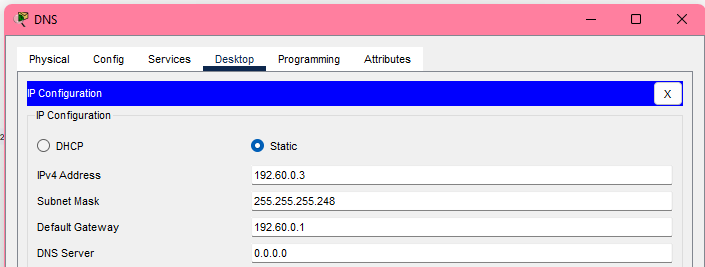 DNS
Physical Config Services Desktop Programming Attributes
IP Configuration X
IP Configuration
DHCP Static
IPv4 Address 192.60.0.3
Subnet Mask 255.255.255.248
Default Gateway 192.60.0.1
DNS Server 0.0.0.0
2